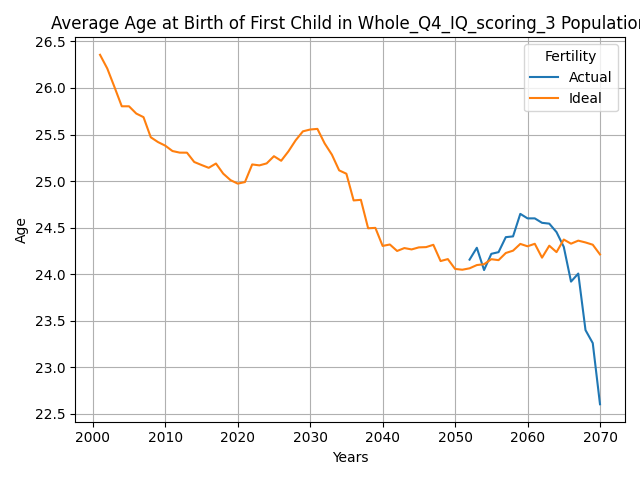 Average Age at Birth of First Child in Whole_Q4_IQ_scoring_3 Population
26.5
26.0
25.5
25.0
24.5
24.0
23.5
23.0
22.5
Age
Fertility
Actual
Ideal
2000 2010 2020 2030 2040 2050 2060 2070
Years